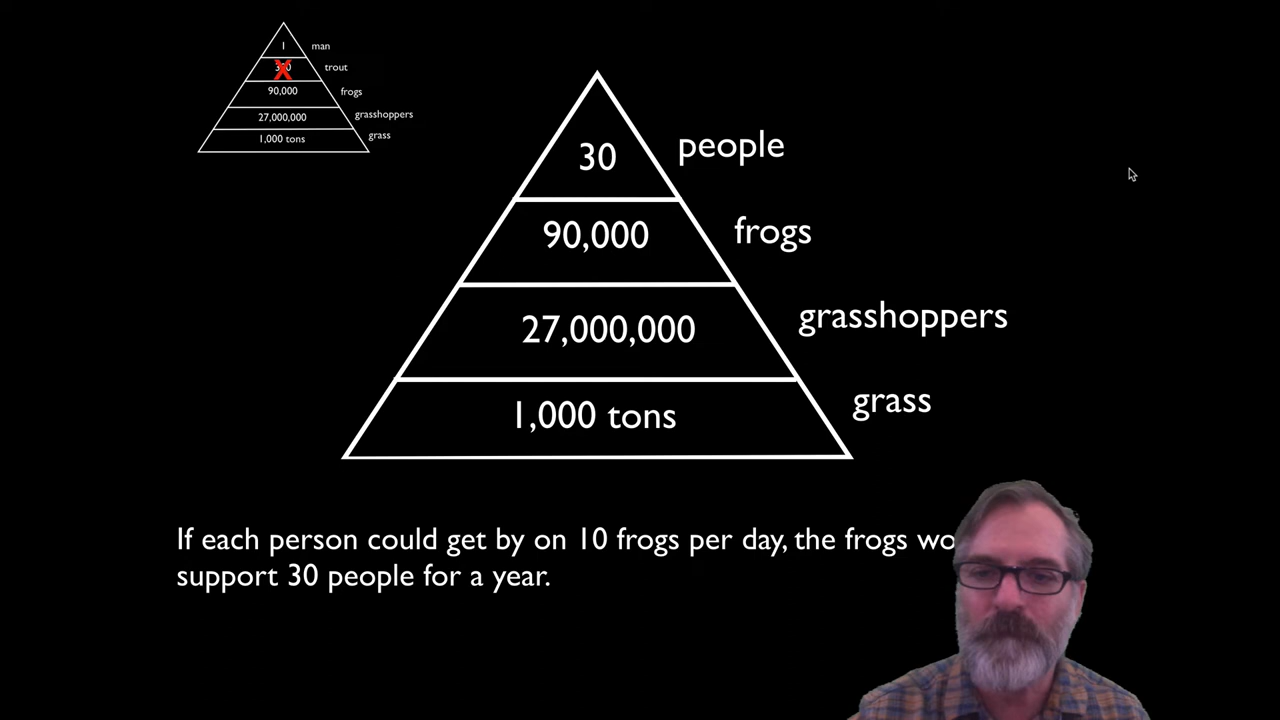 1 man
trout
90,000 frogs
27,000,000 grasshoppers
1,000 tons grass
30 people
90,000 frogs
27,000,000 grasshoppers
1,000 tons grass
If each person could get by on 10 frogs per day, the frogs
support 30 people for a year.